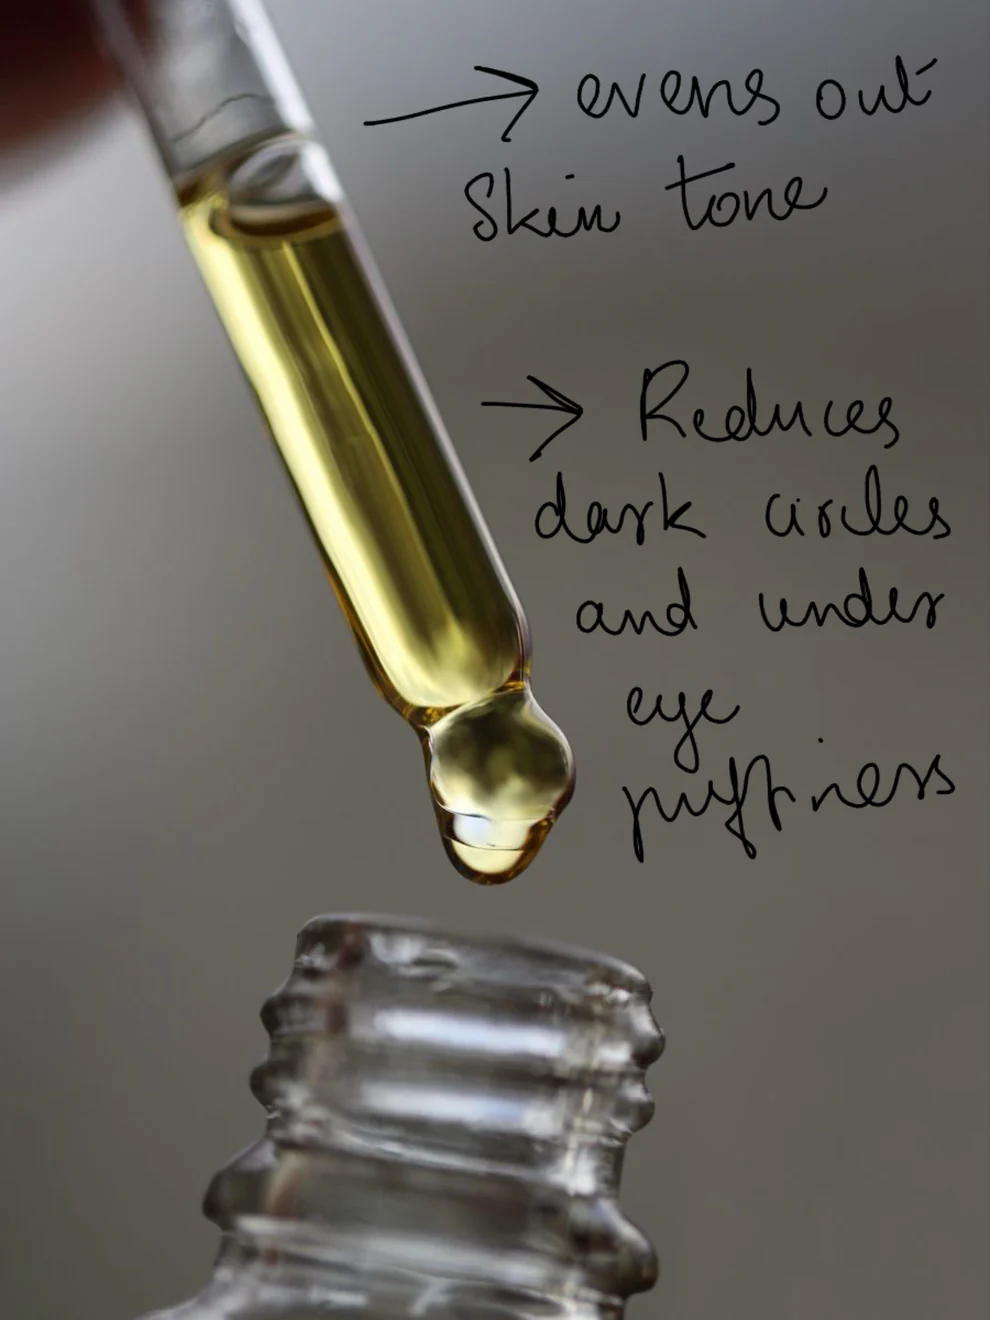 → evens out
Skin tone
→ Reduces
dark circles
and under
eye
puffiness